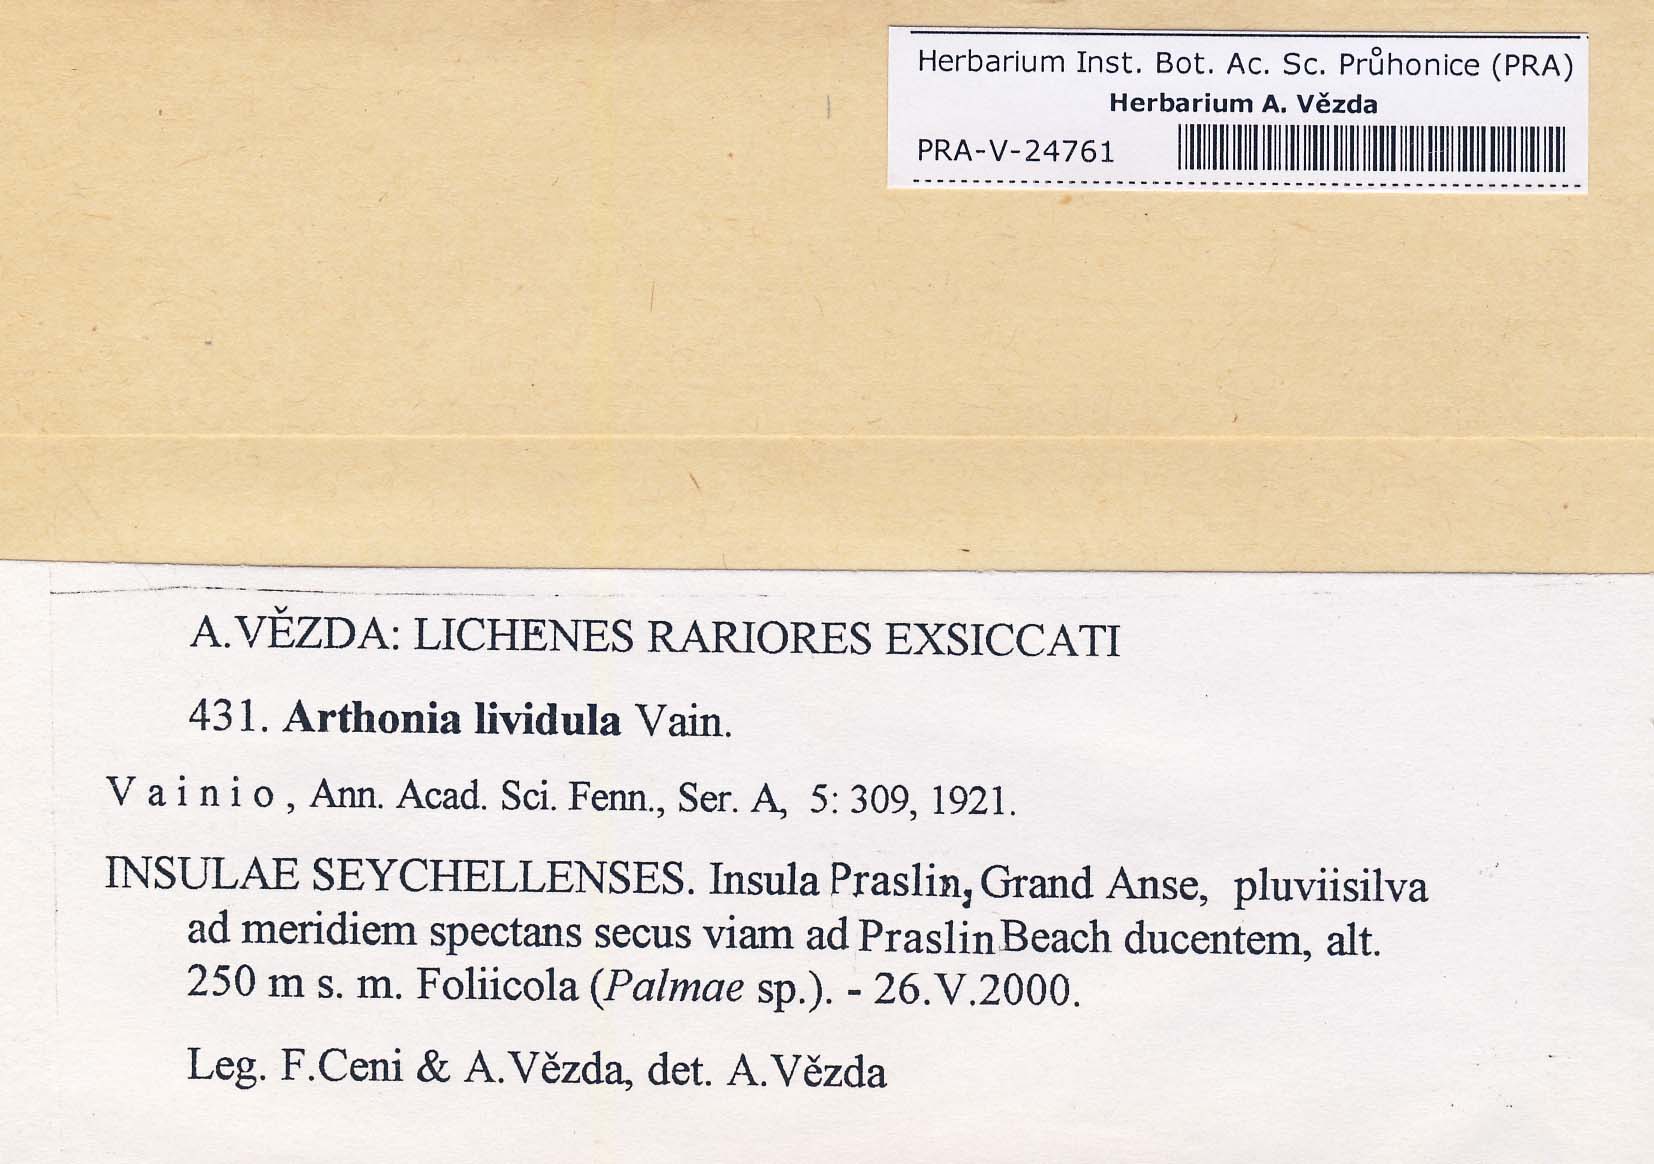 Herbarium Inst. Bot. Ac. Sc. Průhonice (PRA)
Herbarium A. Vězda
PRA-V-24761
A.VĚZDA: LICHENES RARIORES EXSICCATI
431. Arthonia lividula Vain.
Vainio, Ann. Acad. Sci. Fenn., Ser. A, 5: 309, 1921.
INSULAE SEYCHELLENSES. Insula Praslin, Grand Anse, pluviisilva
ad meridiem spectans secus viam ad Praslin Beach ducentem, alt.
250 m s. m. Foliicola (Palmae sp.). - 26.V.2000.
Leg. F.Ceni & A.Vězda, det. A.Vězda